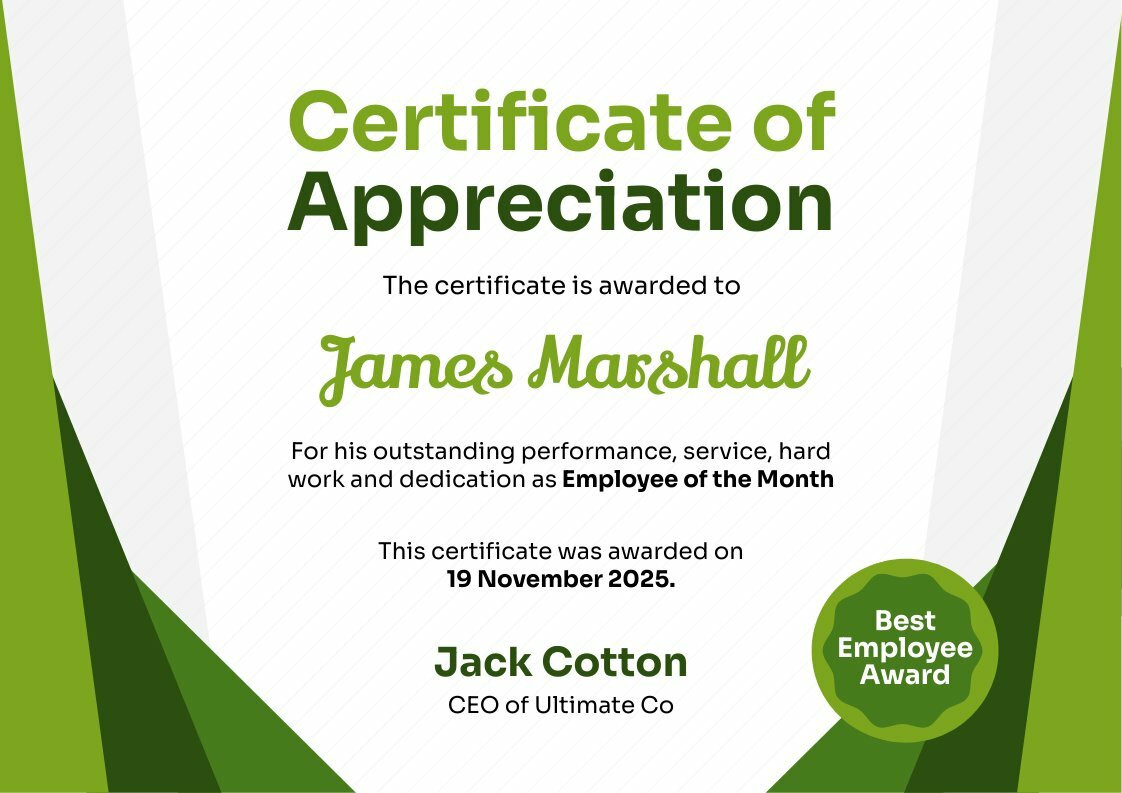 Certificate of
Appreciation
The certificate is awarded to
James Marshall
For his outstanding performance, service, hard
work and dedication as Employee of the Month
This certificate was awarded on
19 November 2025.
Jack Cotton
CEO of Ultimate Co
Best
Employee
Award